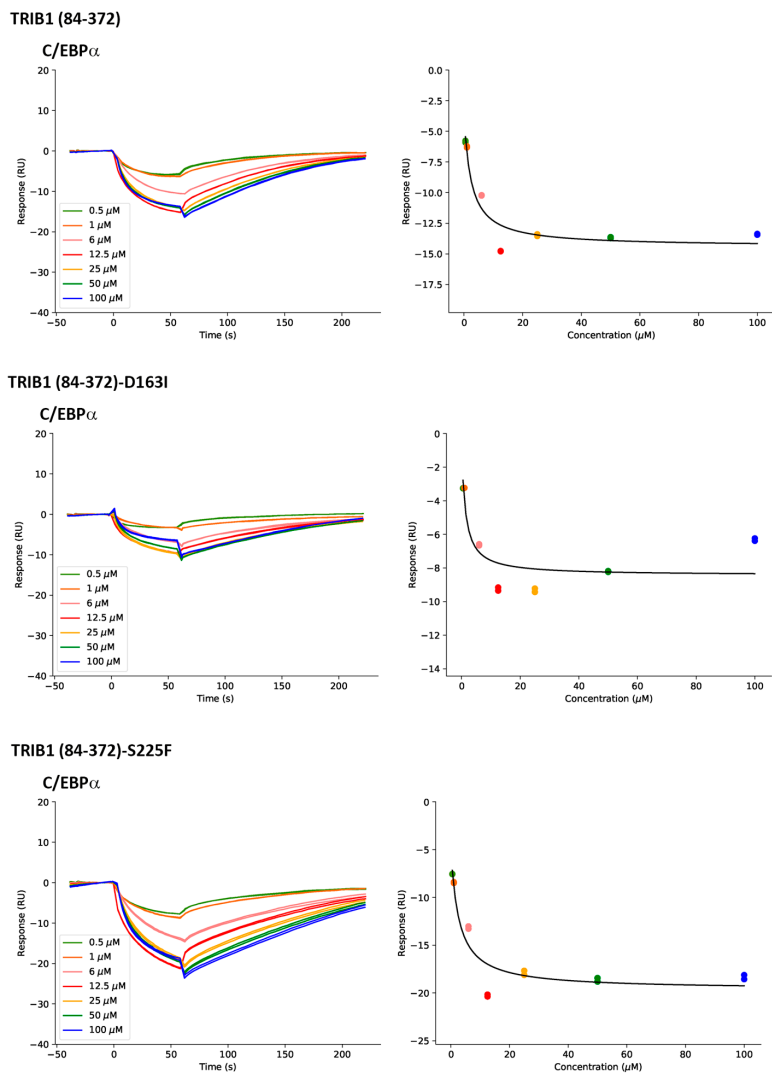 TRIB1 (84-372)
C/EBPα
20
10
0
−10
−20
−30
−40
Response (RU)
0.5 μM
1 μM
6 μM
12.5 μM
25 μM
50 μM
100 μM
−50 0 50 100 150 200
Time (s)
0.0
−2.5
−5.0
−7.5
−10.0
−12.5
−15.0
−17.5
Response (RU)
0 20 40 60 80 100
Concentration (μM)
TRIB1 (84-372)-D163I
C/EBPα
20
10
0
−10
−20
−30
−40
Response (RU)
0.5 μM
1 μM
6 μM
12.5 μM
25 μM
50 μM
100 μM
−50 0 50 100 150 200
Time (s)
0
−2
−4
−6
−8
−10
−12
−14
Response (RU)
0 20 40 60 80 100
Concentration (μM)
TRIB1 (84-372)-S225F
C/EBPα
20
10
0
−10
−20
−30
−40
Response (RU)
0.5 μM
1 μM
6 μM
12.5 μM
25 μM
50 μM
100 μM
−50 0 50 100 150 200
Time (s)
0
−5
−10
−15
−20
−25
Response (RU)
0 20 40 60 80 100
Concentration (μM)